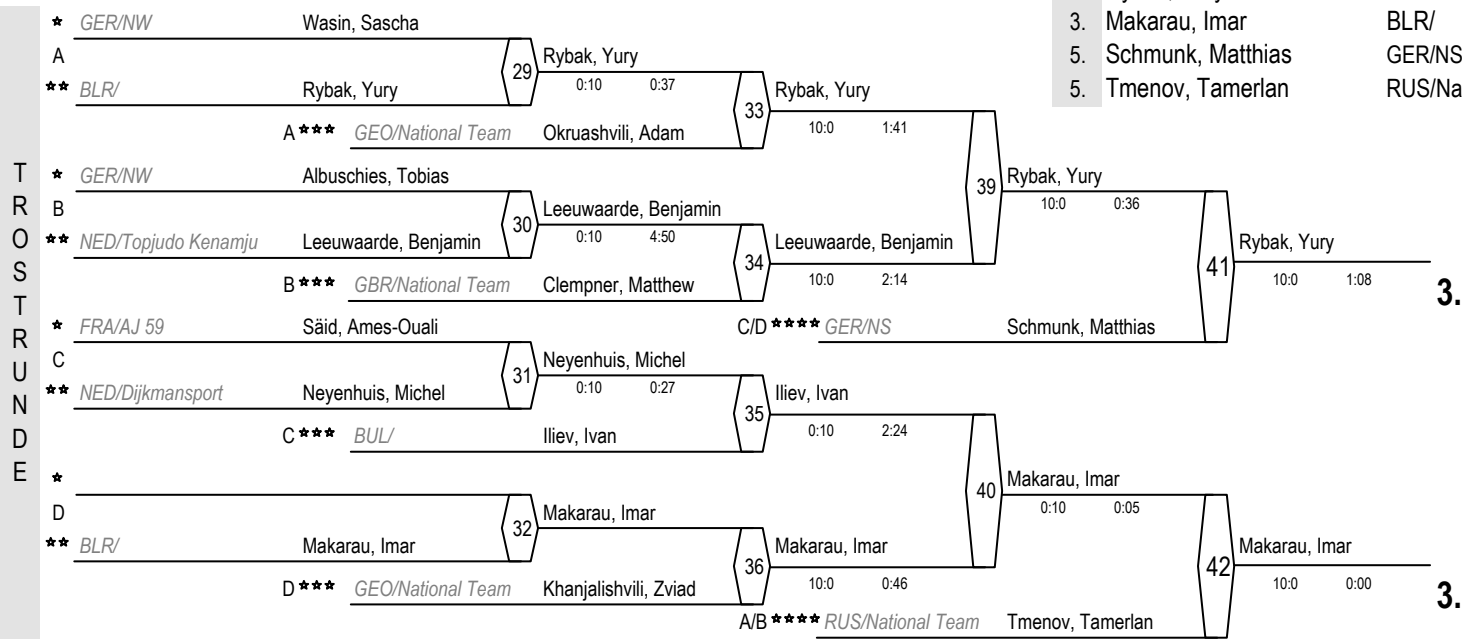 3. Makarau, Imar BLR/
5. Schmunk, Matthias GER/NS
5. Tmenov, Tamerlan RUS/Na
TROSTRUNDE
* GER/NW Wasin, Sascha
A
** BLR/ Rybak, Yury
29
Rybak, Yury
0:10 0:37
A *** GEO/National Team Okruashvili, Adam
33
Rybak, Yury
10:0 1:41
* GER/NW Albuschies, Tobias
B
** NED/Topjudo Kenamju Leeuwaarde, Benjamin
30
Leeuwaarde, Benjamin
0:10 4:50
B *** GBR/National Team Clempner, Matthew
34
Leeuwaarde, Benjamin
10:0 2:14
39
Rybak, Yury
10:0 0:36
C/D **** GER/NS Schmunk, Matthias
41
Rybak, Yury
10:0 1:08
3.
* FRA/AJ 59 Säid, Ames-Ouali
C
** NED/Dijkmansport Neyenhuis, Michel
31
Neyenhuis, Michel
0:10 0:27
C *** BUL/ Iliev, Ivan
35
Iliev, Ivan
0:10 2:24
*
D
** BLR/ Makarau, Imar
32
Makarau, Imar
D *** GEO/National Team Khanjalishvili, Zviad
36
Makarau, Imar
10:0 0:46
40
Makarau, Imar
0:10 0:05
A/B **** RUS/National Team Tmenov, Tamerlan
42
Makarau, Imar
10:0 0:00
3.